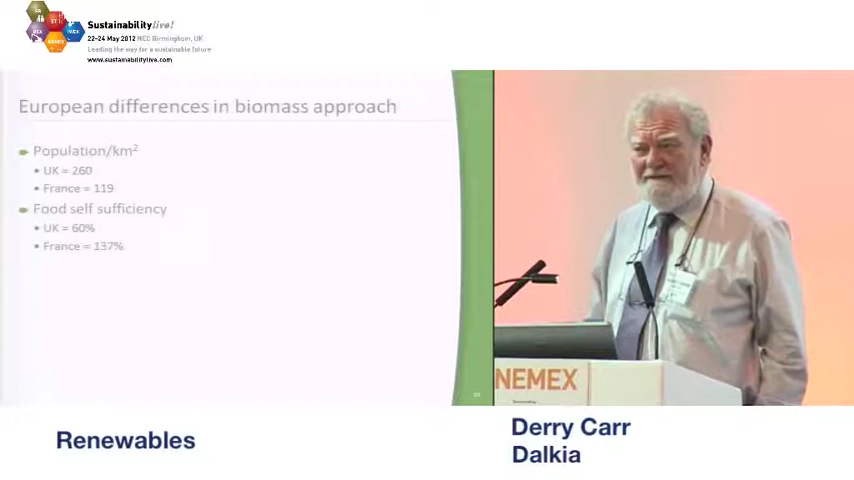 Sustainabilitylive!
22-24 May 2012 NEC Birmingham, UK
Leading the way for a sustainable future
www.sustainabilitylive.com
European differences in biomass approach
Population/km²
• UK = 260
• France = 119
Food self sufficiency
• UK = 60%
• France = 137%
NEMEX
Renewables
Derry Carr
Dalkia